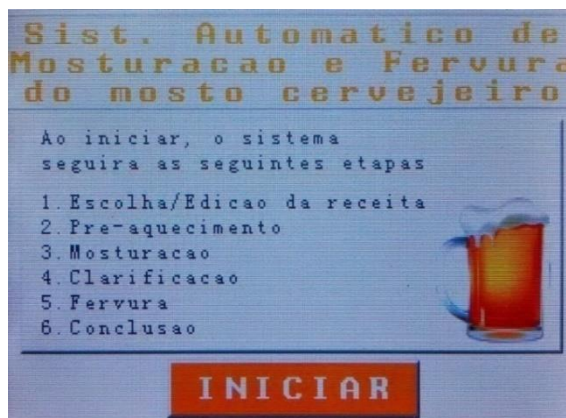 Sist. Automatico de
Mosturacao e Fervura
do mosto cervejeiro
Ao iniciar, o sistema
seguira as seguintes etapas
1. Escolha/Edicao da receita
2. Pre-aquecimento
3. Mosturacao
4. Clarificacao
5. Fervura
6. Conclusao
INICIAR